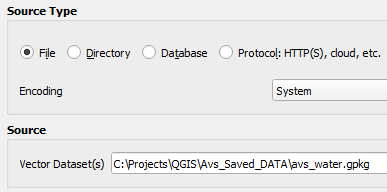 Source Type
File Directory Database Protocol: HTTP(S), cloud, etc.
Encoding System
Source
Vector Dataset(s) C:\Projects\QGIS\Avs_Saved_DATA\avs_water.gpkg